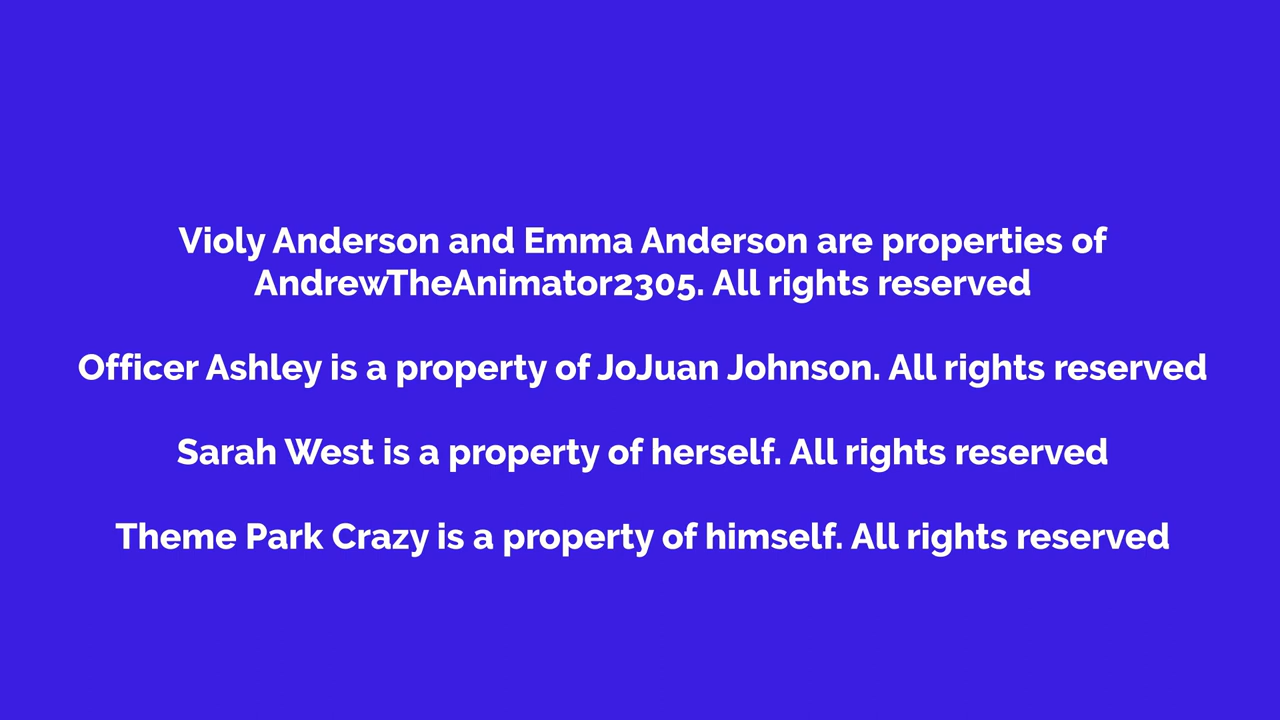 Violy Anderson and Emma Anderson are properties of
AndrewTheAnimator2305. All rights reserved
Officer Ashley is a property of JoJuan Johnson. All rights reserved
Sarah West is a property of herself. All rights reserved
Theme Park Crazy is a property of himself. All rights reserved